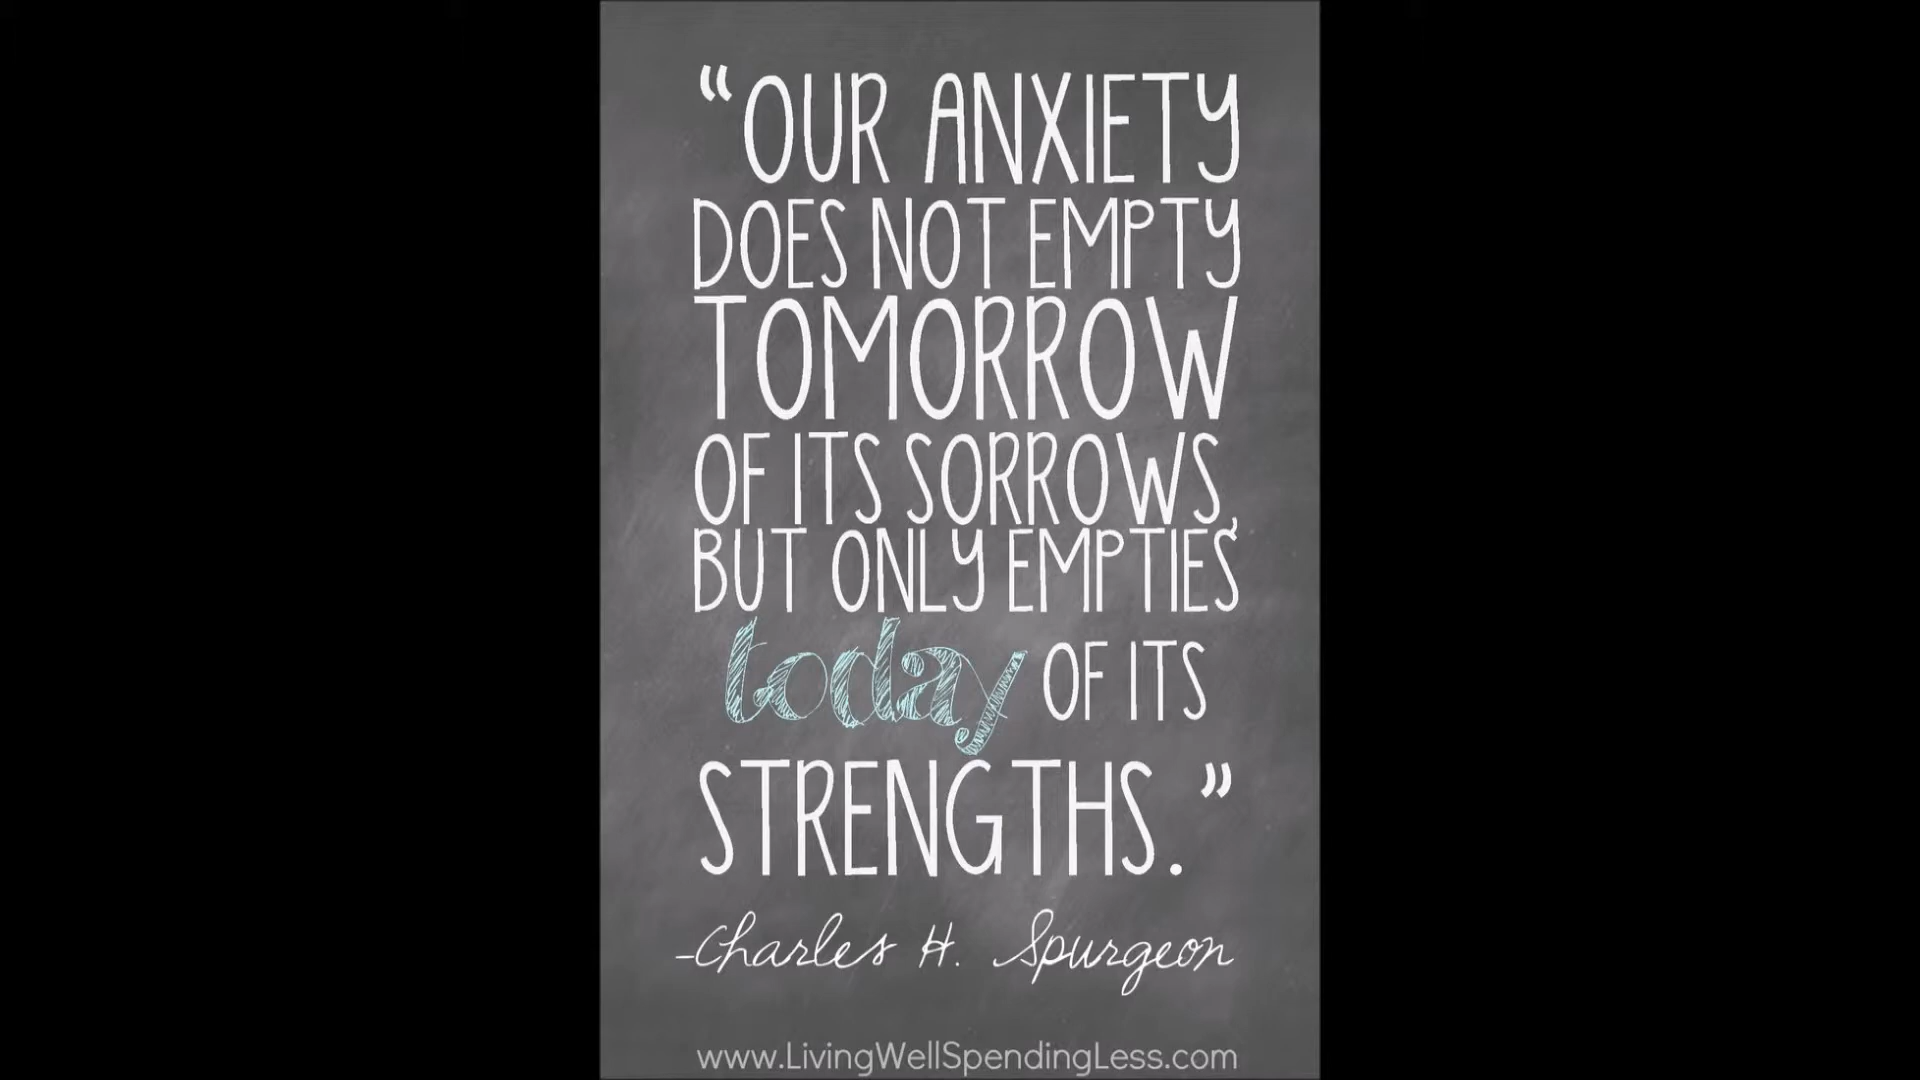 “OUR ANXIETY
DOES NOT EMPTY
TOMORROW
OF ITS SORROWS,
BUT ONLY EMPTIES
today OF ITS
STRENGTHS.”
-Charles H. Spurgeon
www.LivingWellSpendingLess.com